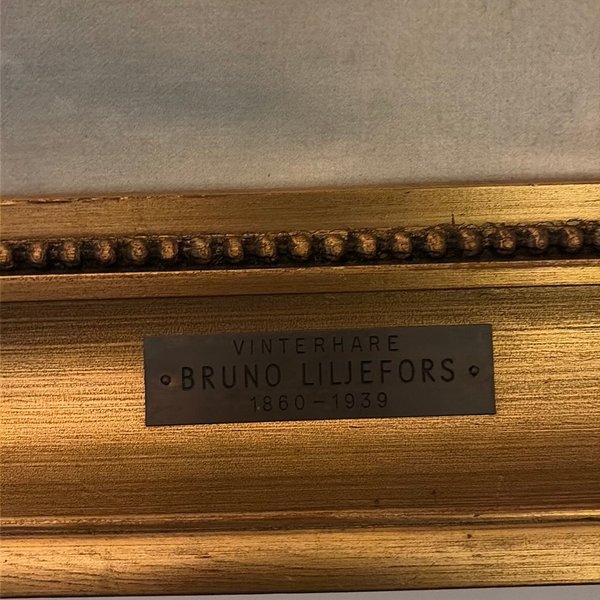 VINTERHARE
BRUNO LILJEFORS
1860-1939